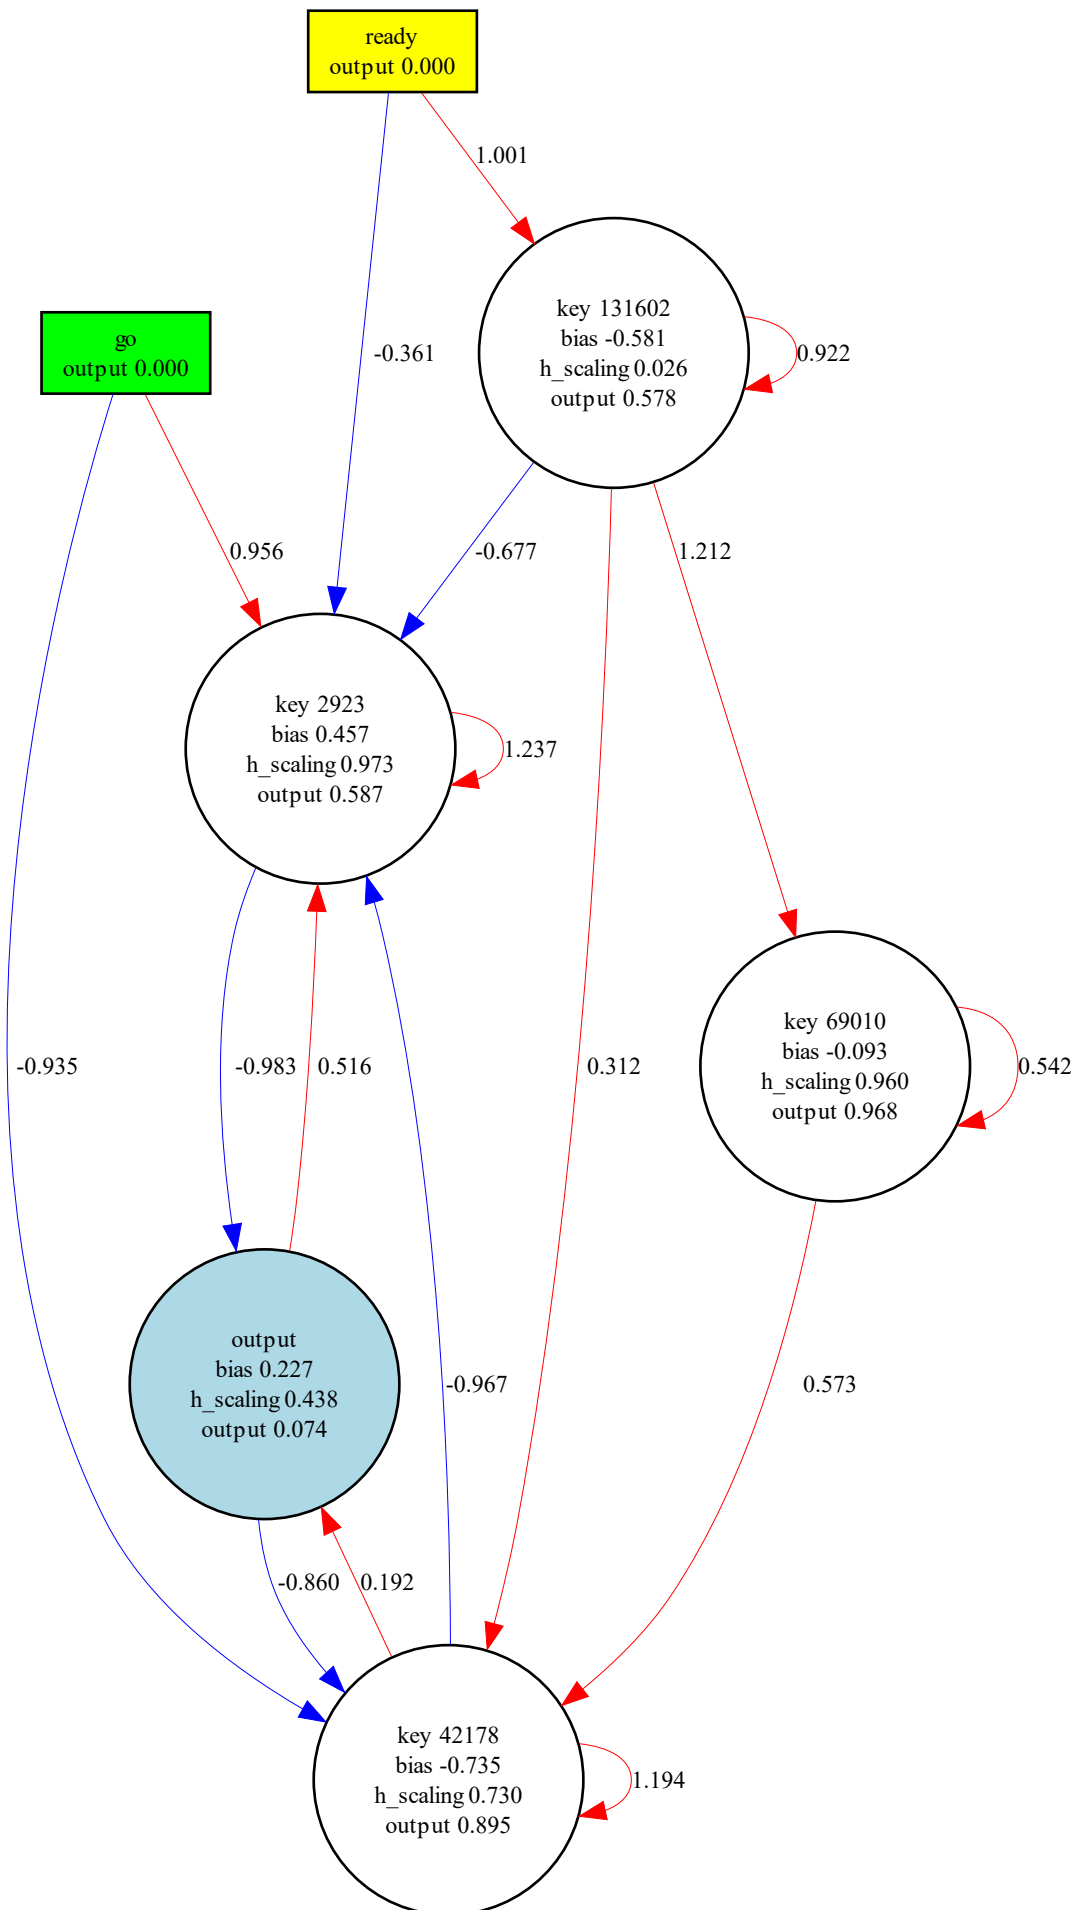 ready
output 0.000
1.001
go
output 0.000
-0.361
key 131602
bias -0.581
h_scaling 0.026
output 0.578
0.922
0.956
-0.677
1.212
key 2923
bias 0.457
h_scaling 0.973
output 0.587
1.237
key 69010
bias -0.093
h_scaling 0.960
output 0.968
-0.935
-0.983
0.516
0.312
0.542
output
bias 0.227
h_scaling 0.438
output 0.074
-0.967
0.573
-0.860
0.192
key 42178
bias -0.735
h_scaling 0.730
output 0.895
1.194